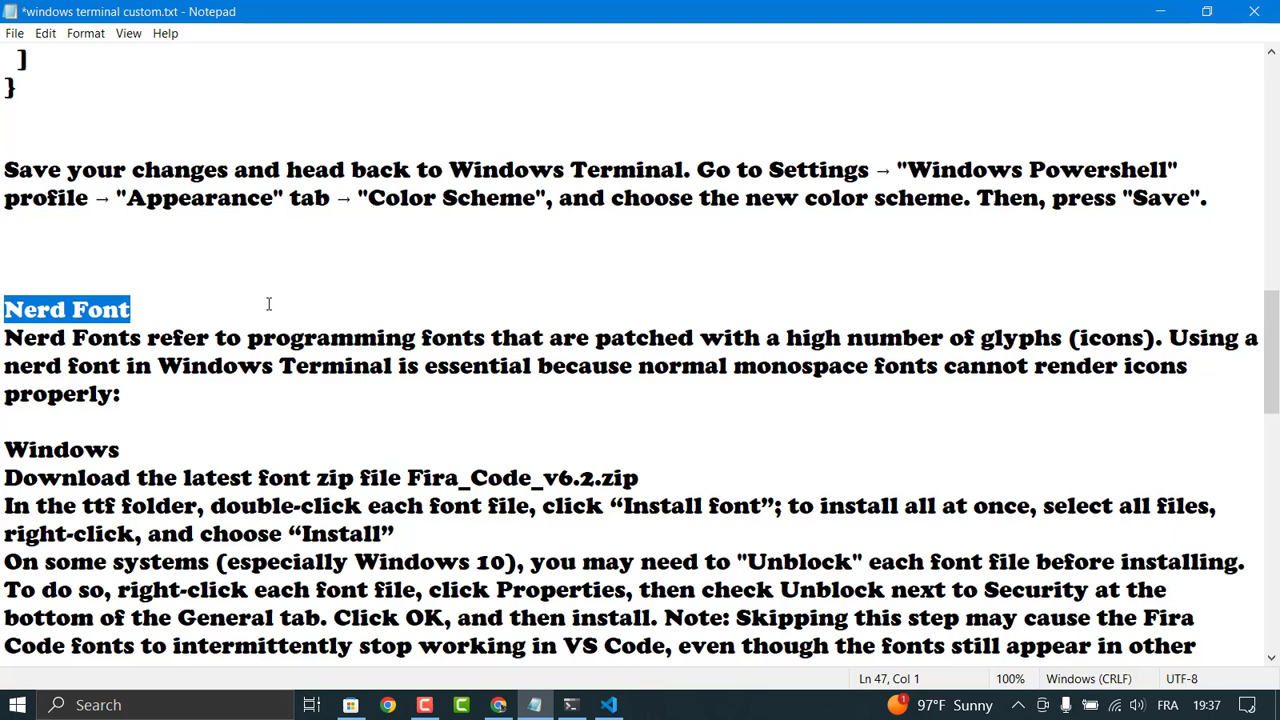 *windows terminal custom.txt - Notepad
File Edit Format View Help
]
}
Save your changes and head back to Windows Terminal. Go to Settings → "Windows Powershell"
profile → "Appearance" tab → "Color Scheme", and choose the new color scheme. Then, press "Save".
Nerd Font
Nerd Fonts refer to programming fonts that are patched with a high number of glyphs (icons). Using a
nerd font in Windows Terminal is essential because normal monospace fonts cannot render icons
properly:
Windows
Download the latest font zip file Fira_Code_v6.2.zip
In the ttf folder, double-click each font file, click “Install font”; to install all at once, select all files,
right-click, and choose “Install”
On some systems (especially Windows 10), you may need to "Unblock" each font file before installing.
To do so, right-click each font file, click Properties, then check Unblock next to Security at the
bottom of the General tab. Click OK, and then install. Note: Skipping this step may cause the Fira
Code fonts to intermittently stop working in VS Code, even though the fonts still appear in other
Ln 47, Col 1 100% Windows (CRLF) UTF-8
Search 1 97°F Sunny FRA 19:37